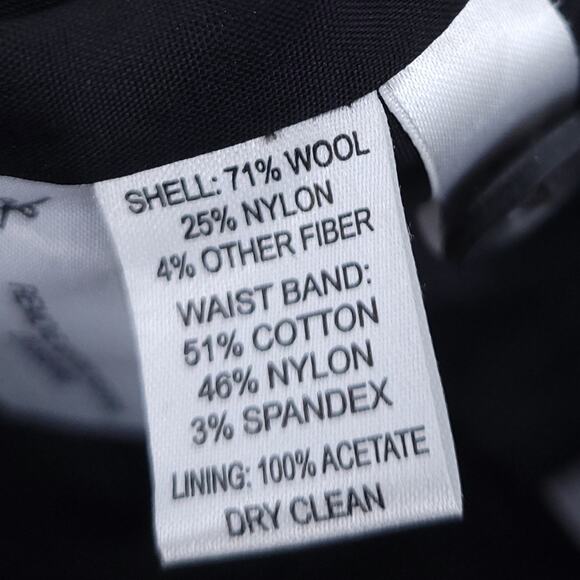 SHELL: 71% WOOL
25% NYLON
4% OTHER FIBER
WAIST BAND:
51% COTTON
46% NYLON
3% SPANDEX
LINING: 100% ACETATE
DRY CLEAN